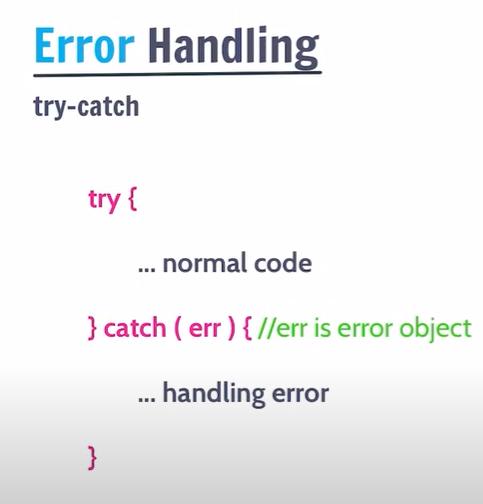 Error Handling
try-catch
try {
... normal code
} catch ( err ) { //err is error object
... handling error
}